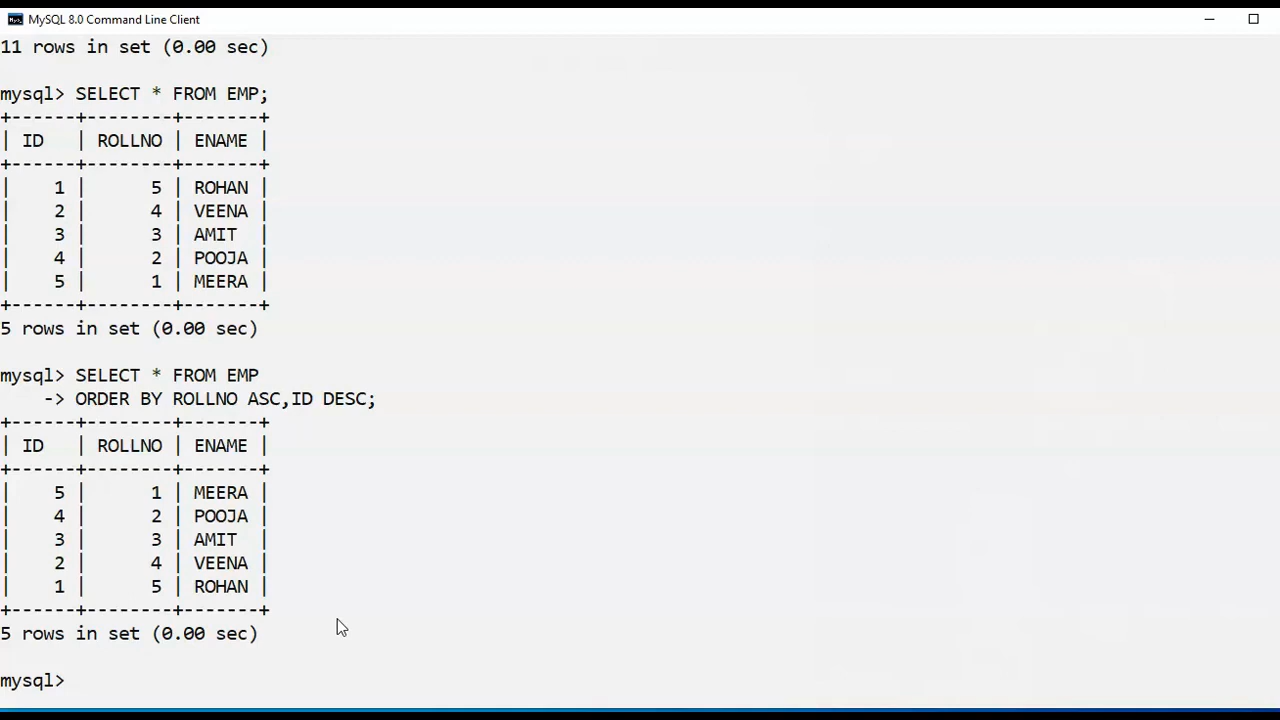 MySQL 8.0 Command Line Client
11 rows in set (0.00 sec)
mysql> SELECT * FROM EMP;
+------+--------+-------+
| ID   | ROLLNO | ENAME |
+------+--------+-------+
|    1 |      5 | ROHAN |
|    2 |      4 | VEENA |
|    3 |      3 | AMIT  |
|    4 |      2 | POOJA |
|    5 |      1 | MEERA |
+------+--------+-------+
5 rows in set (0.00 sec)
mysql> SELECT * FROM EMP
    -> ORDER BY ROLLNO ASC,ID DESC;
+------+--------+-------+
| ID   | ROLLNO | ENAME |
+------+--------+-------+
|    5 |      1 | MEERA |
|    4 |      2 | POOJA |
|    3 |      3 | AMIT  |
|    2 |      4 | VEENA |
|    1 |      5 | ROHAN |
+------+--------+-------+
5 rows in set (0.00 sec)
mysql>